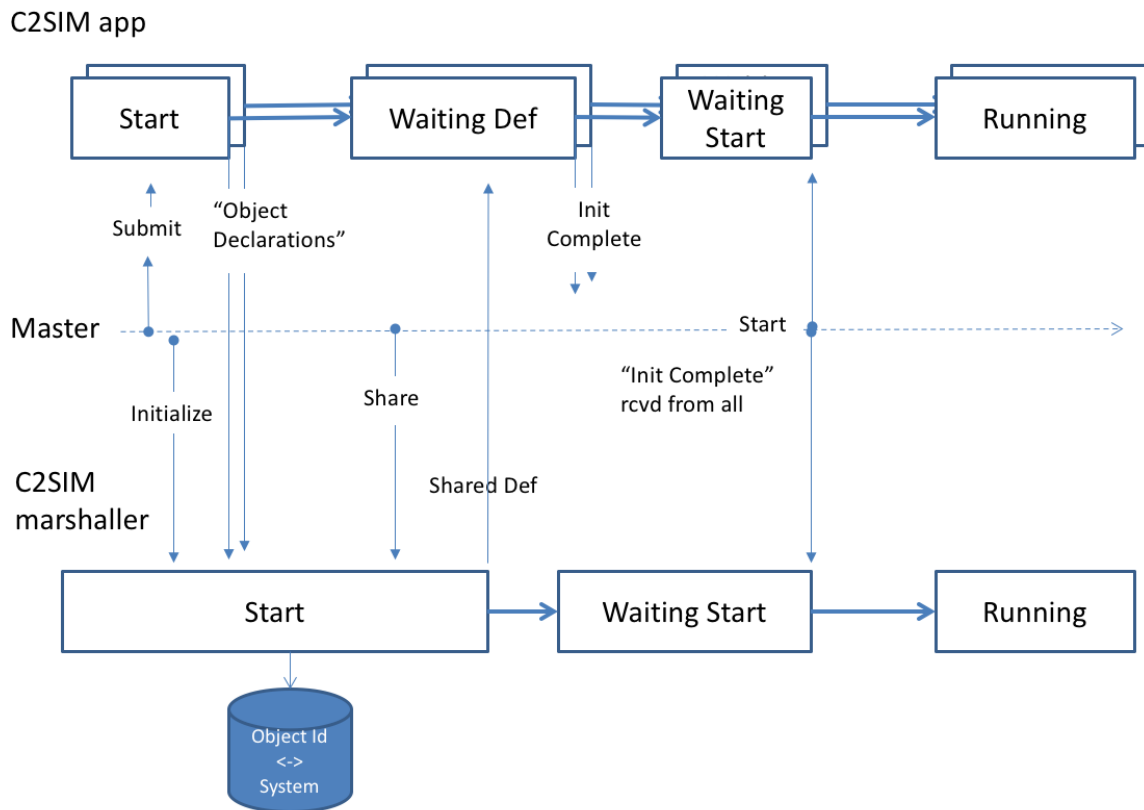 C2SIM app
Start
Waiting Def
Waiting
Start
Running
Submit
“Object
Declarations”
Init
Complete
Master
Start
Initialize
Share
“Init Complete”
rcvd from all
C2SIM
marshaller
Shared Def
Start
Waiting Start
Running
Object Id
<->
System